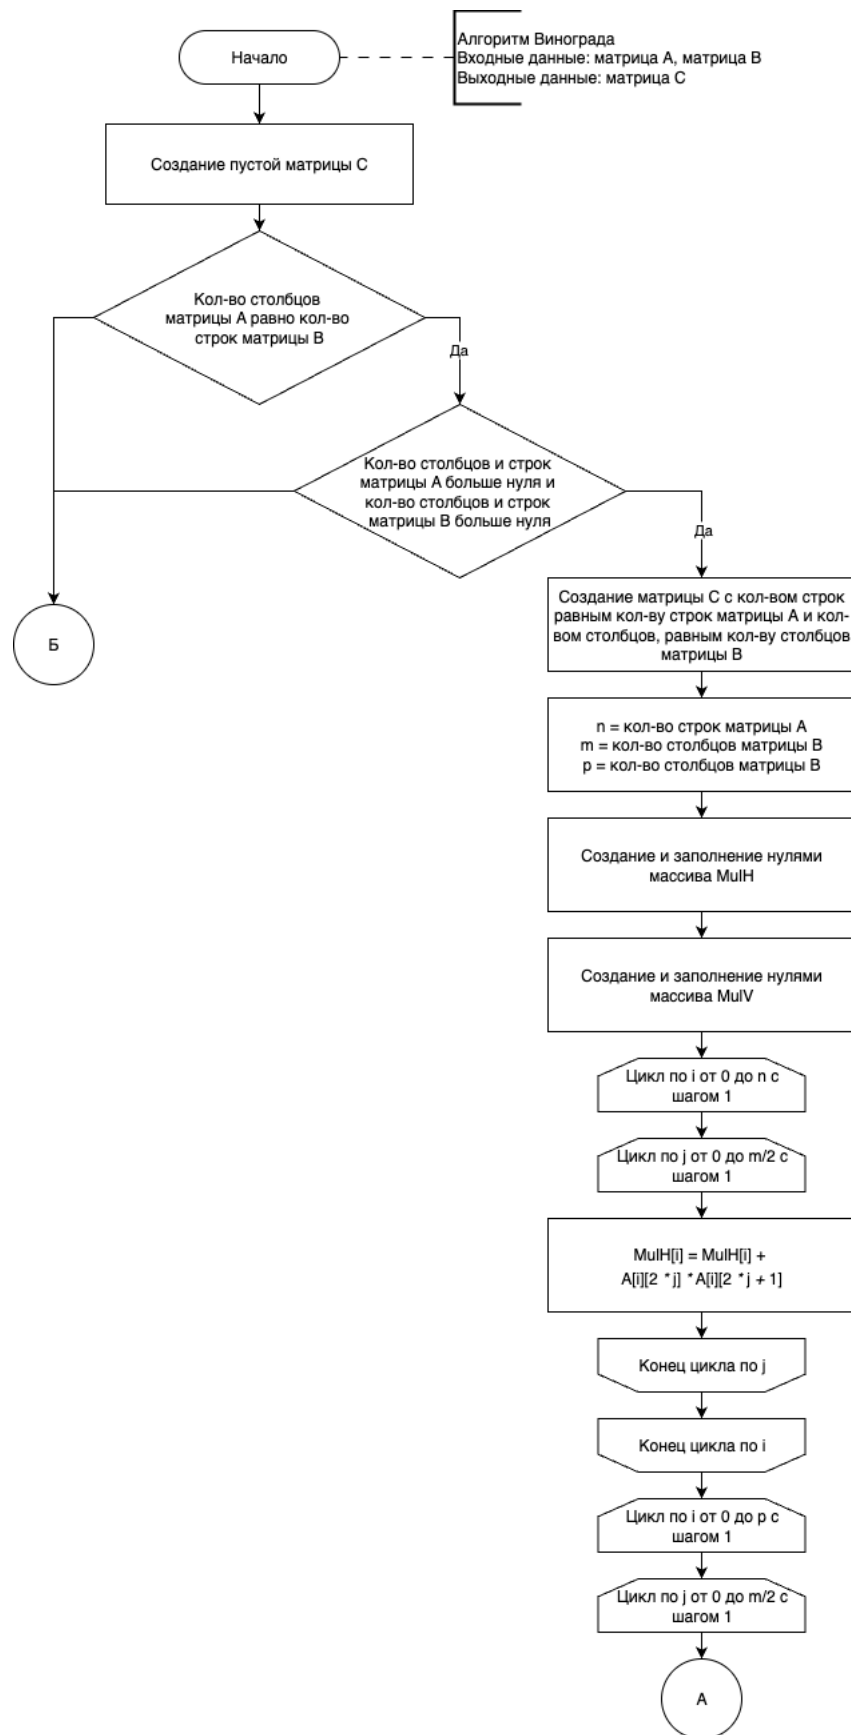 Начало
Алгоритм Винограда
Входные данные: матрица А, матрица В
Выходные данные: матрица С
Создание пустой матрицы С
Кол-во столбцов
матрицы А равно кол-во
строк матрицы В
Да
Кол-во столбцов и строк
матрицы А больше нуля и
кол-во столбцов и строк
матрицы В больше нуля
Да
Б
Создание матрицы С с кол-вом строк
равным кол-ву строк матрицы А и кол-
вом столбцов, равным кол-ву столбцов
матрицы В
n = кол-во строк матрицы А
m = кол-во столбцов матрицы В
p = кол-во столбцов матрицы В
Создание и заполнение нулями
массива MulH
Создание и заполнение нулями
массива MulV
Цикл по i от 0 до n с
шагом 1
Цикл по j от 0 до m/2 с
шагом 1
MulH[i] = MulH[i] +
A[i][2 * j] * A[i][2 * j + 1]
Конец цикла по j
Конец цикла по i
Цикл по i от 0 до p с
шагом 1
Цикл по j от 0 до m/2 с
шагом 1
А